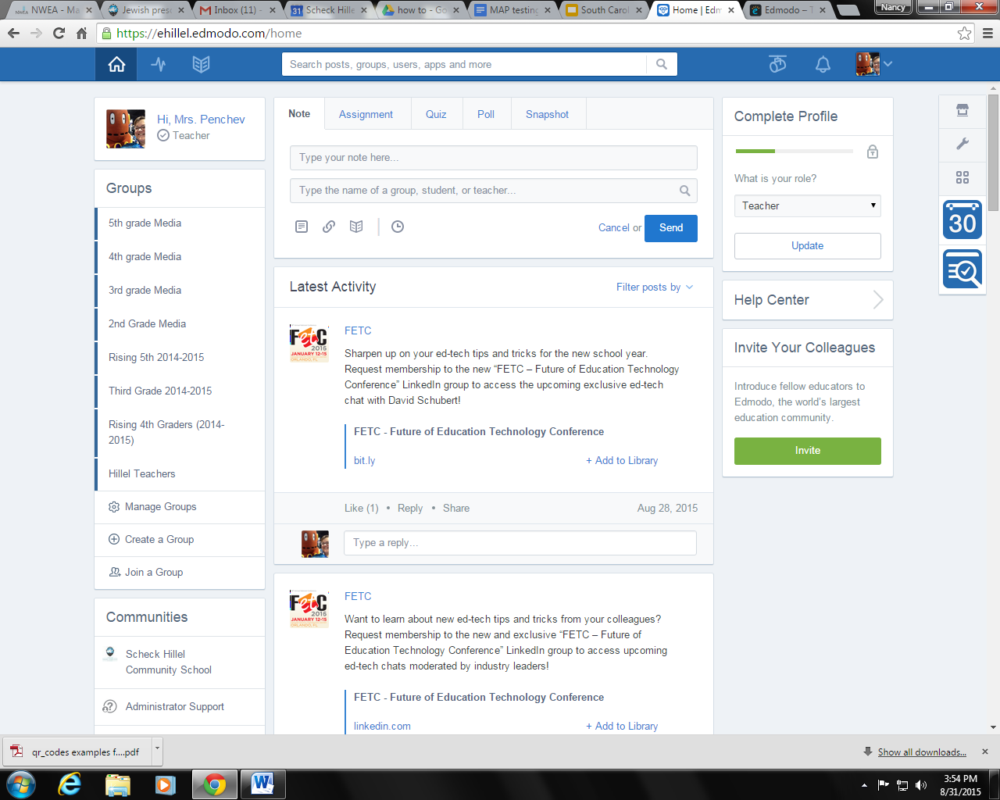 NWEA - Ma
Jewish pres
Inbox (11) -
31 Scheck Hille
how to - Go
MAP testing
South Carol
Home | Edm
Edmodo – T
Nancy
https://ehillel.edmodo.com/home
Search posts, groups, users, apps and more
Hi, Mrs. Penchev
Teacher
Groups
5th grade Media
4th grade Media
3rd grade Media
2nd Grade Media
Rising 5th 2014-2015
Third Grade 2014-2015
Rising 4th Graders (2014-
2015)
Hillel Teachers
Manage Groups
Create a Group
Join a Group
Communities
Scheck Hillel
Community School
Administrator Support
Note Assignment Quiz Poll Snapshot
Type your note here...
Type the name of a group, student, or teacher...
Cancel or Send
Latest Activity
Filter posts by
FETC
2016
JANUARY 12-15
ORLANDO, FL
FETC
Sharpen up on your ed-tech tips and tricks for the new school year.
Request membership to the new “FETC – Future of Education Technology
Conference” LinkedIn group to access the upcoming exclusive ed-tech
chat with David Schubert!
FETC - Future of Education Technology Conference
bit.ly + Add to Library
Like (1) • Reply • Share Aug 28, 2015
Type a reply...
FETC
2016
JANUARY 12-15
ORLANDO, FL
FETC
Want to learn about new ed-tech tips and tricks from your colleagues?
Request membership to the new and exclusive “FETC – Future of
Education Technology Conference” LinkedIn group to access upcoming
ed-tech chats moderated by industry leaders!
FETC - Future of Education Technology Conference
linkedin.com + Add to Library
Complete Profile
What is your role?
Teacher
Update
Help Center
Invite Your Colleagues
Introduce fellow educators to
Edmodo, the world's largest
education community.
Invite
30
qr_codes examples f....pdf
Show all downloads...
3:54 PM
8/31/2015